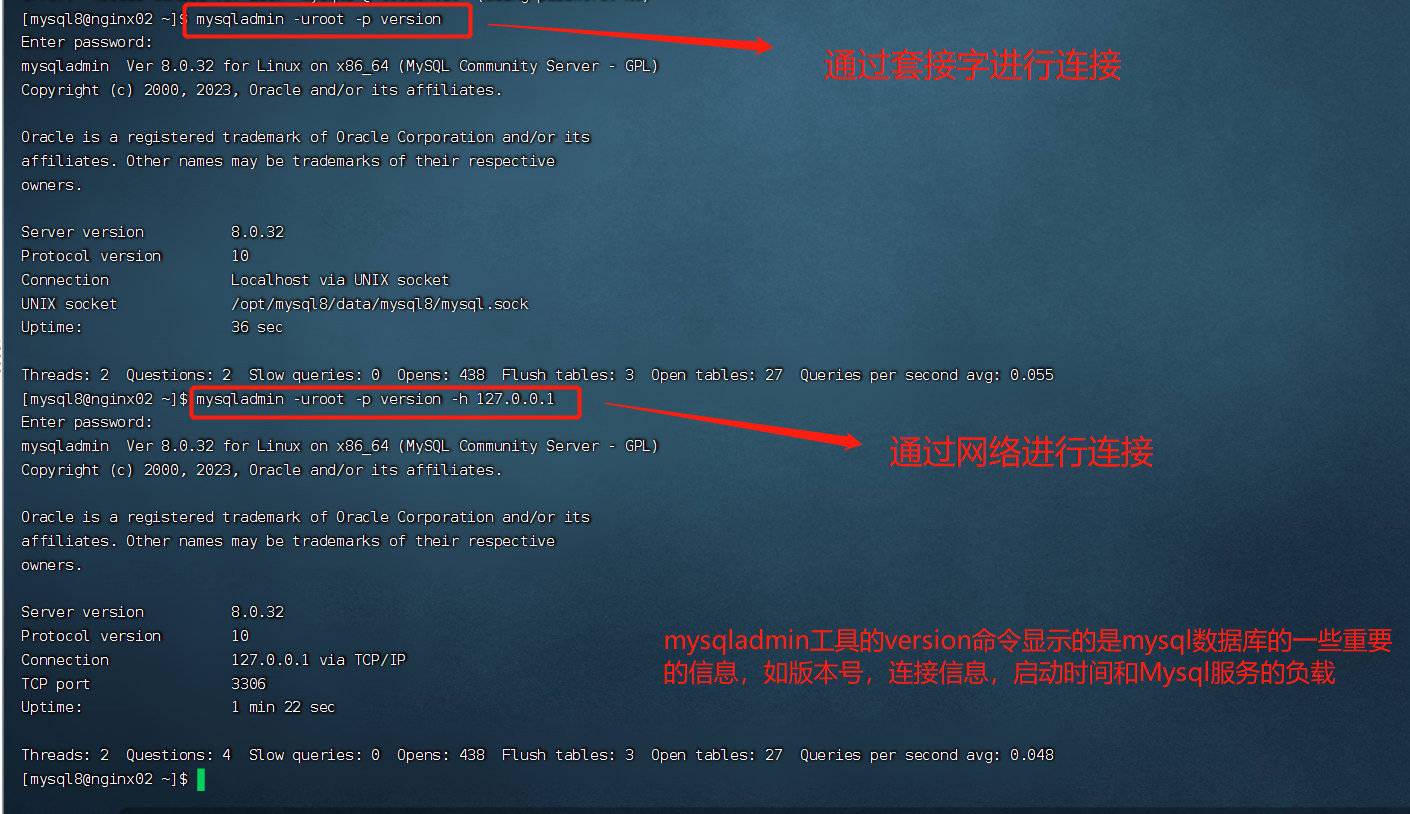 [mysql8@nginx02 ~]$ mysqladmin -uroot -p version
Enter password:
通过套接字进行连接
mysqladmin  Ver 8.0.32 for Linux on x86_64 (MySQL Community Server - GPL)
Copyright (c) 2000, 2023, Oracle and/or its affiliates.
Oracle is a registered trademark of Oracle Corporation and/or its
affiliates. Other names may be trademarks of their respective
owners.
Server version          8.0.32
Protocol version        10
Connection              Localhost via UNIX socket
UNIX socket             /opt/mysql8/data/mysql8/mysql.sock
Uptime:                 36 sec
Threads: 2  Questions: 2  Slow queries: 0  Opens: 438  Flush tables: 3  Open tables: 27  Queries per second avg: 0.055
[mysql8@nginx02 ~]$ mysqladmin -uroot -p version -h 127.0.0.1
Enter password:
mysqladmin  Ver 8.0.32 for Linux on x86_64 (MySQL Community Server - GPL)
通过网络进行连接
Copyright (c) 2000, 2023, Oracle and/or its affiliates.
Oracle is a registered trademark of Oracle Corporation and/or its
affiliates. Other names may be trademarks of their respective
owners.
Server version          8.0.32
Protocol version        10
Connection              127.0.0.1 via TCP/IP
TCP port                3306
Uptime:                 1 min 22 sec
mysqladmin工具的version命令显示的是mysql数据库的一些重要
的信息，如版本号，连接信息，启动时间和Mysql服务的负载
Threads: 2  Questions: 4  Slow queries: 0  Opens: 438  Flush tables: 3  Open tables: 27  Queries per second avg: 0.048
[mysql8@nginx02 ~]$